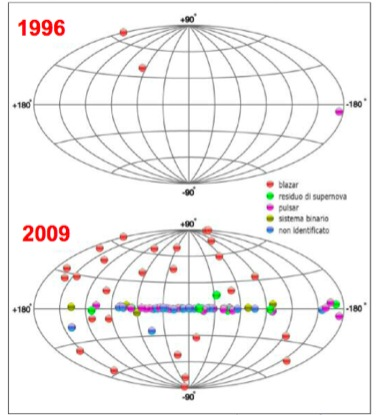 1996
+90°
+180°
-180°
-90°
blazar
residuo di supernova
pulsar
sistema binario
non Identificato
2009
+90°
+180°
-180°
-90°